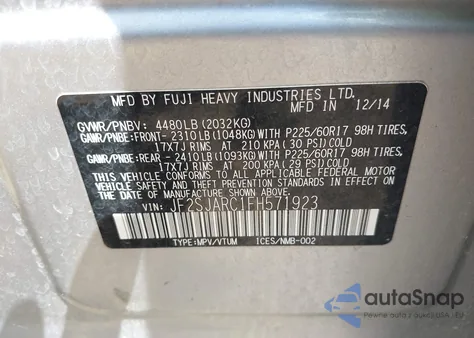 MFD BY FUJI HEAVY INDUSTRIES LTD.
MFD IN 12/14
GVWR/PNBV: 4480LB (2032KG)
GAWR/PNBE:FRONT- 2310LB (1048KG) WITH P225/60R17 98H TIRES,
17X7J RIMS AT 210 KPA (30 PSI) COLD
GAWR/PNBE:REAR - 2410LB (1093KG) WITH P225/60R17 98H TIRES,
17X7J RIMS AT 200 KPA (29 PSI) COLD
THIS VEHICLE CONFORMS TO ALL APPLICABLE FEDERAL MOTOR
VEHICLE SAFETY STANDARDS IN EFFECT ON THE DATE OF
MANUFACTURE SHOWN ABOVE.
VIN: JF2SJARC1FH571923
TYPE:MPV/VTUM ICES/NMB-002
autoSnap
Pewne auto z USA